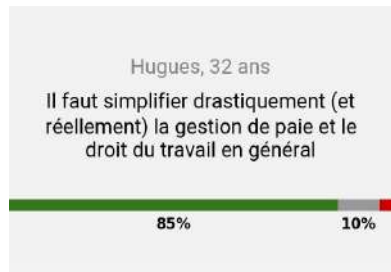 Hugues, 32 ans
Il faut simplifier drastiquement (et
réellement) la gestion de paie et le
droit du travail en général
85% 10%